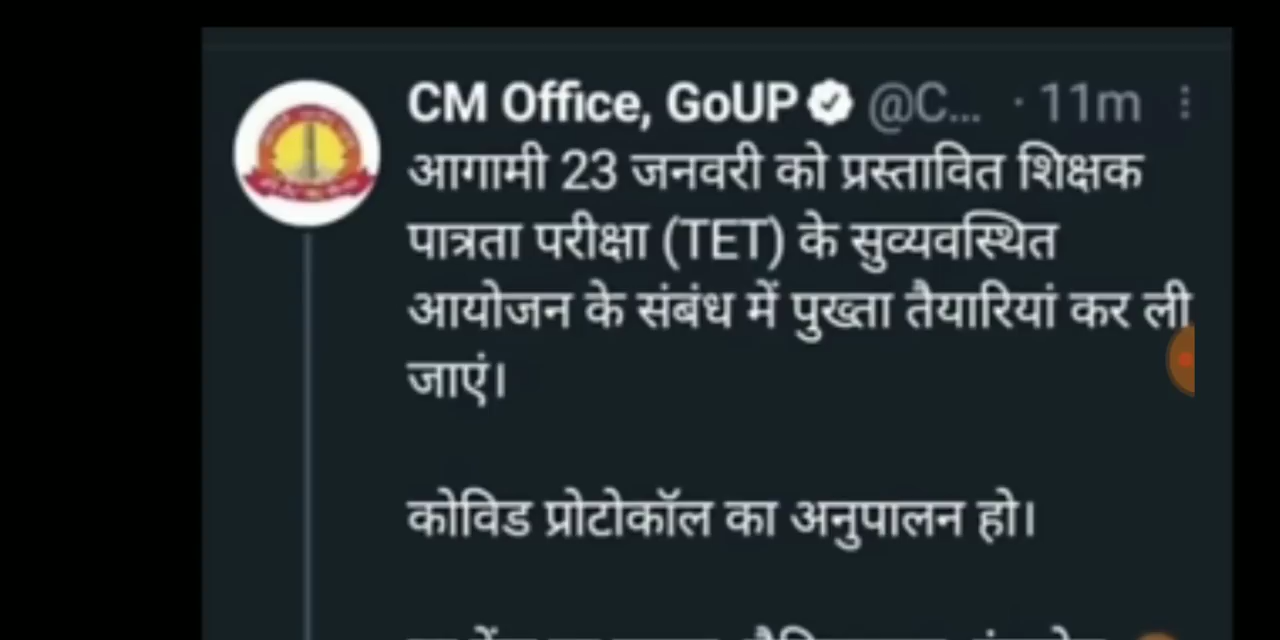 CM Office, GoUP @C... · 11m
आगामी 23 जनवरी को प्रस्तावित शिक्षक
पात्रता परीक्षा (TET) के सुव्यवस्थित
आयोजन के संबंध में पुख्ता तैयारियां कर ली
जाएं।
कोविड प्रोटोकॉल का अनुपालन हो।